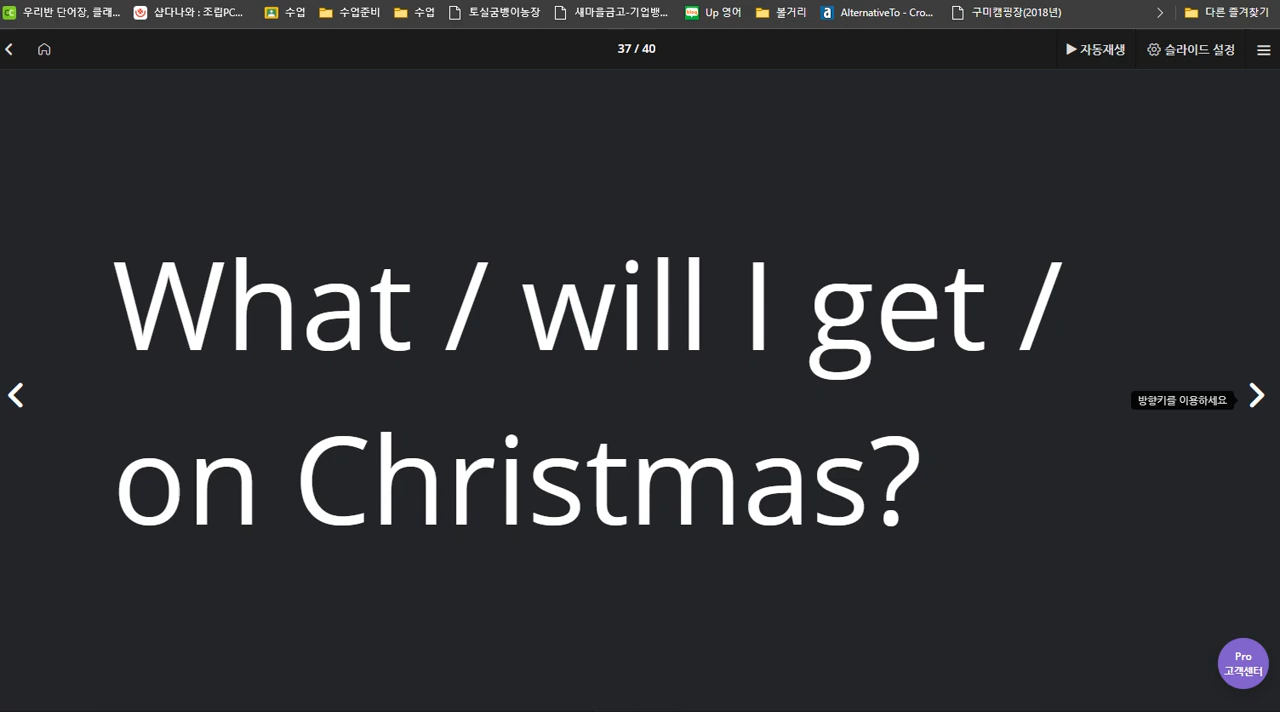 우리반 단어장, 클래... 샵다나와 : 조립PC... 수업 수업준비 수업 토실굼벵이농장 새마을금고-기업뱅... Up 영어 볼거리 AlternativeTo - Cro... 구미캠핑장(2018년) 다른 즐겨찾기
37 / 40 자동재생 슬라이드 설정
What / will I get /
on Christmas?
방향키를 이용하세요
Pro
고객센터